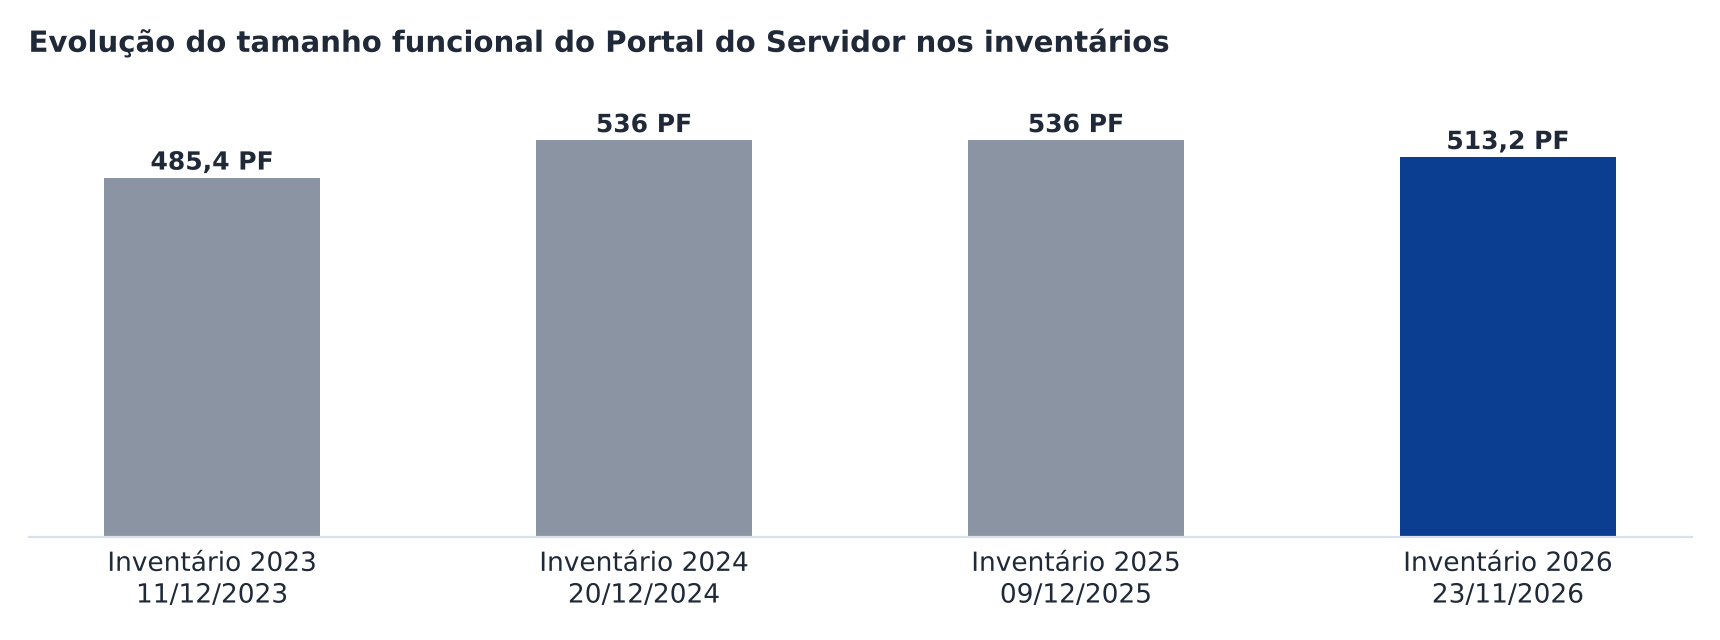 Evolução do tamanho funcional do Portal do Servidor nos inventários
485,4 PF
536 PF
536 PF
513,2 PF
Inventário 2023
11/12/2023
Inventário 2024
20/12/2024
Inventário 2025
09/12/2025
Inventário 2026
23/11/2026